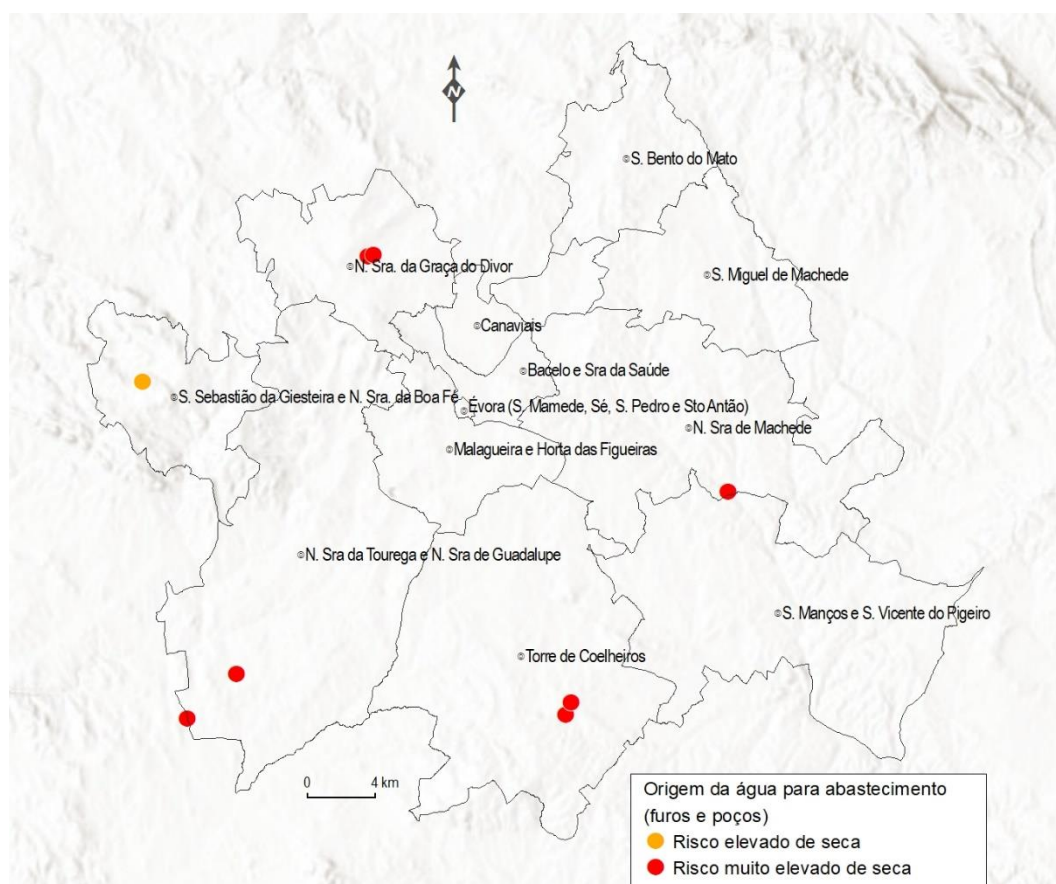 N
S. Bento do Mato
N. Sra. da Graça do Divor
S. Miguel de Machede
Canaviais
Bacelo e Sra da Saúde
S. Sebastião da Giesteira e N. Sra. da Boa Fé
Évora (S. Mamede, Sé, S. Pedro e Sto Antão)
N. Sra de Machede
Malagueira e Horta das Figueiras
N. Sra da Tourega e N. Sra de Guadalupe
S. Manços e S. Vicente do Pigeiro
Torre de Coelheiros
0 4 km
Origem da água para abastecimento
(furos e poços)
Risco elevado de seca
Risco muito elevado de seca